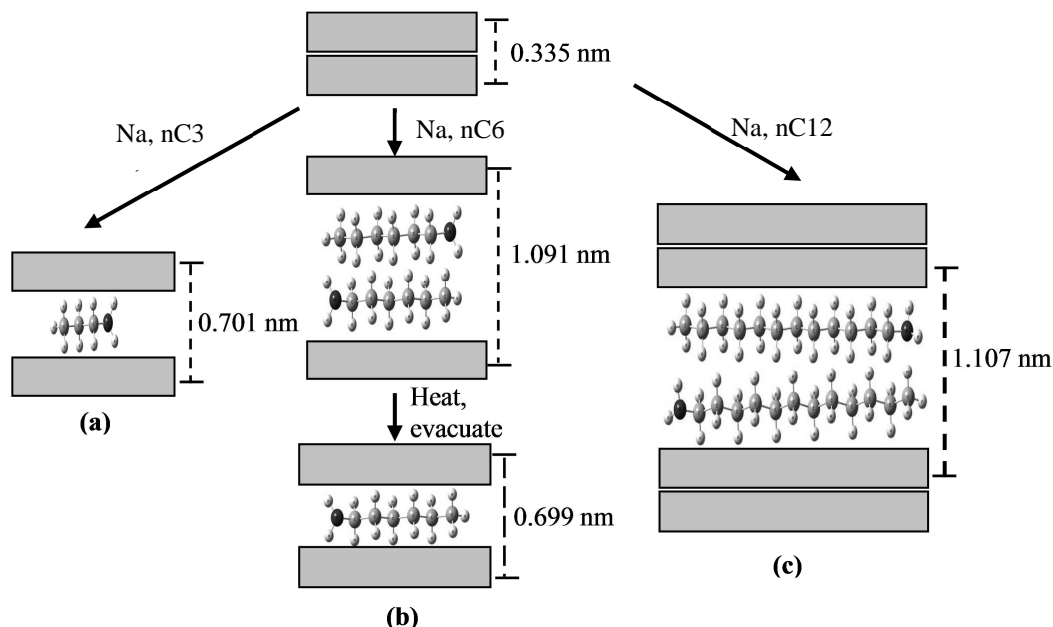 0.335 nm
Na, nC3
Na, nC6
Na, nC12
1.091 nm
0.701 nm
1.107 nm
(a)
Heat,
evacuate
0.699 nm
(c)
(b)